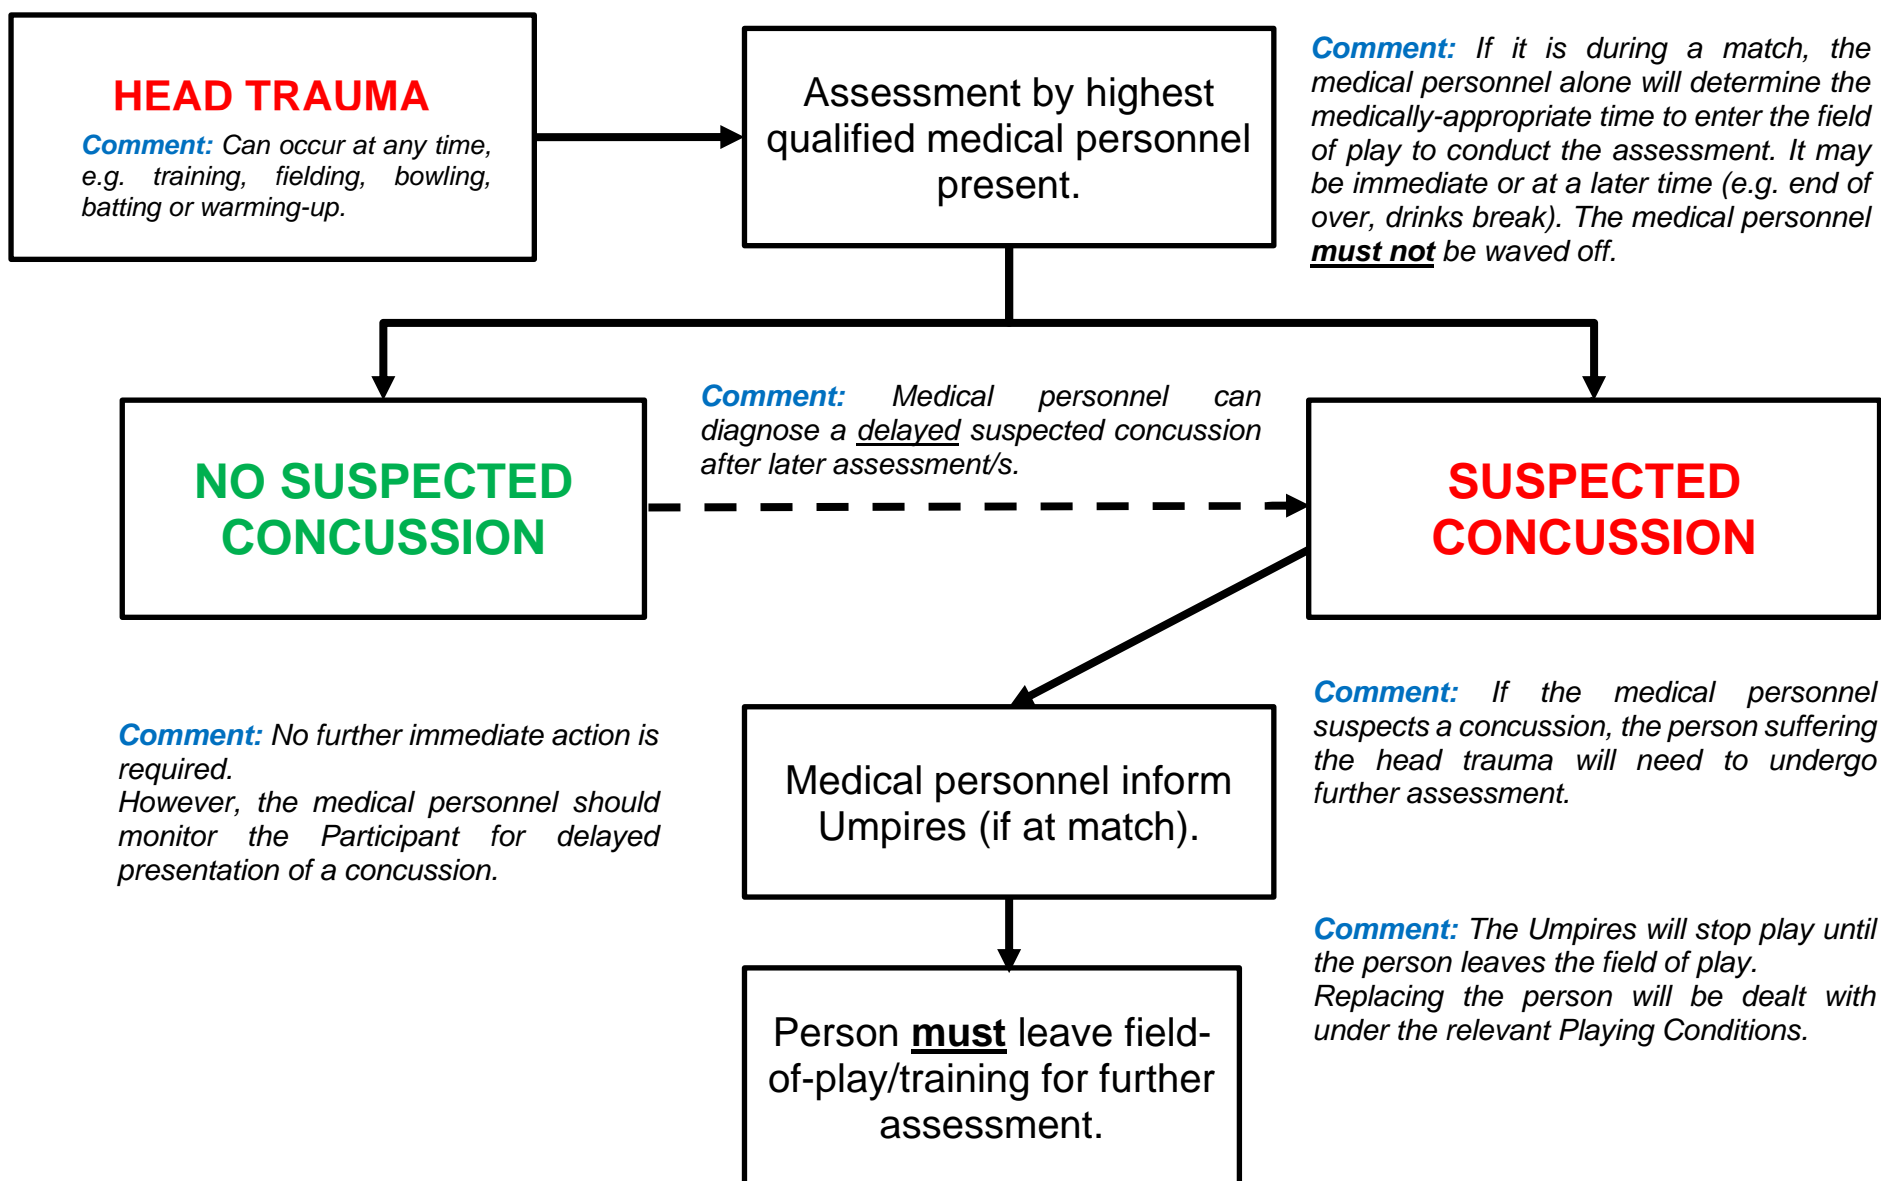 HEAD TRAUMA
Comment: Can occur at any time,
e.g. training, fielding, bowling,
batting or warming-up.
Assessment by highest
qualified medical personnel
present.
Comment: If it is during a match, the
medical personnel alone will determine the
medically-appropriate time to enter the field
of play to conduct the assessment. It may
be immediate or at a later time (e.g. end of
over, drinks break). The medical personnel
must not be waved off.
NO SUSPECTED
CONCUSSION
Comment: Medical personnel can
diagnose a delayed suspected concussion
after later assessment/s.
SUSPECTED
CONCUSSION
Comment: No further immediate action is
required.
However, the medical personnel should
monitor the Participant for delayed
presentation of a concussion.
Medical personnel inform
Umpires (if at match).
Comment: If the medical personnel
suspects a concussion, the person suffering
the head trauma will need to undergo
further assessment.
Comment: The Umpires will stop play until
the person leaves the field of play.
Replacing the person will be dealt with
under the relevant Playing Conditions.
Person must leave field-
of-play/training for further
assessment.